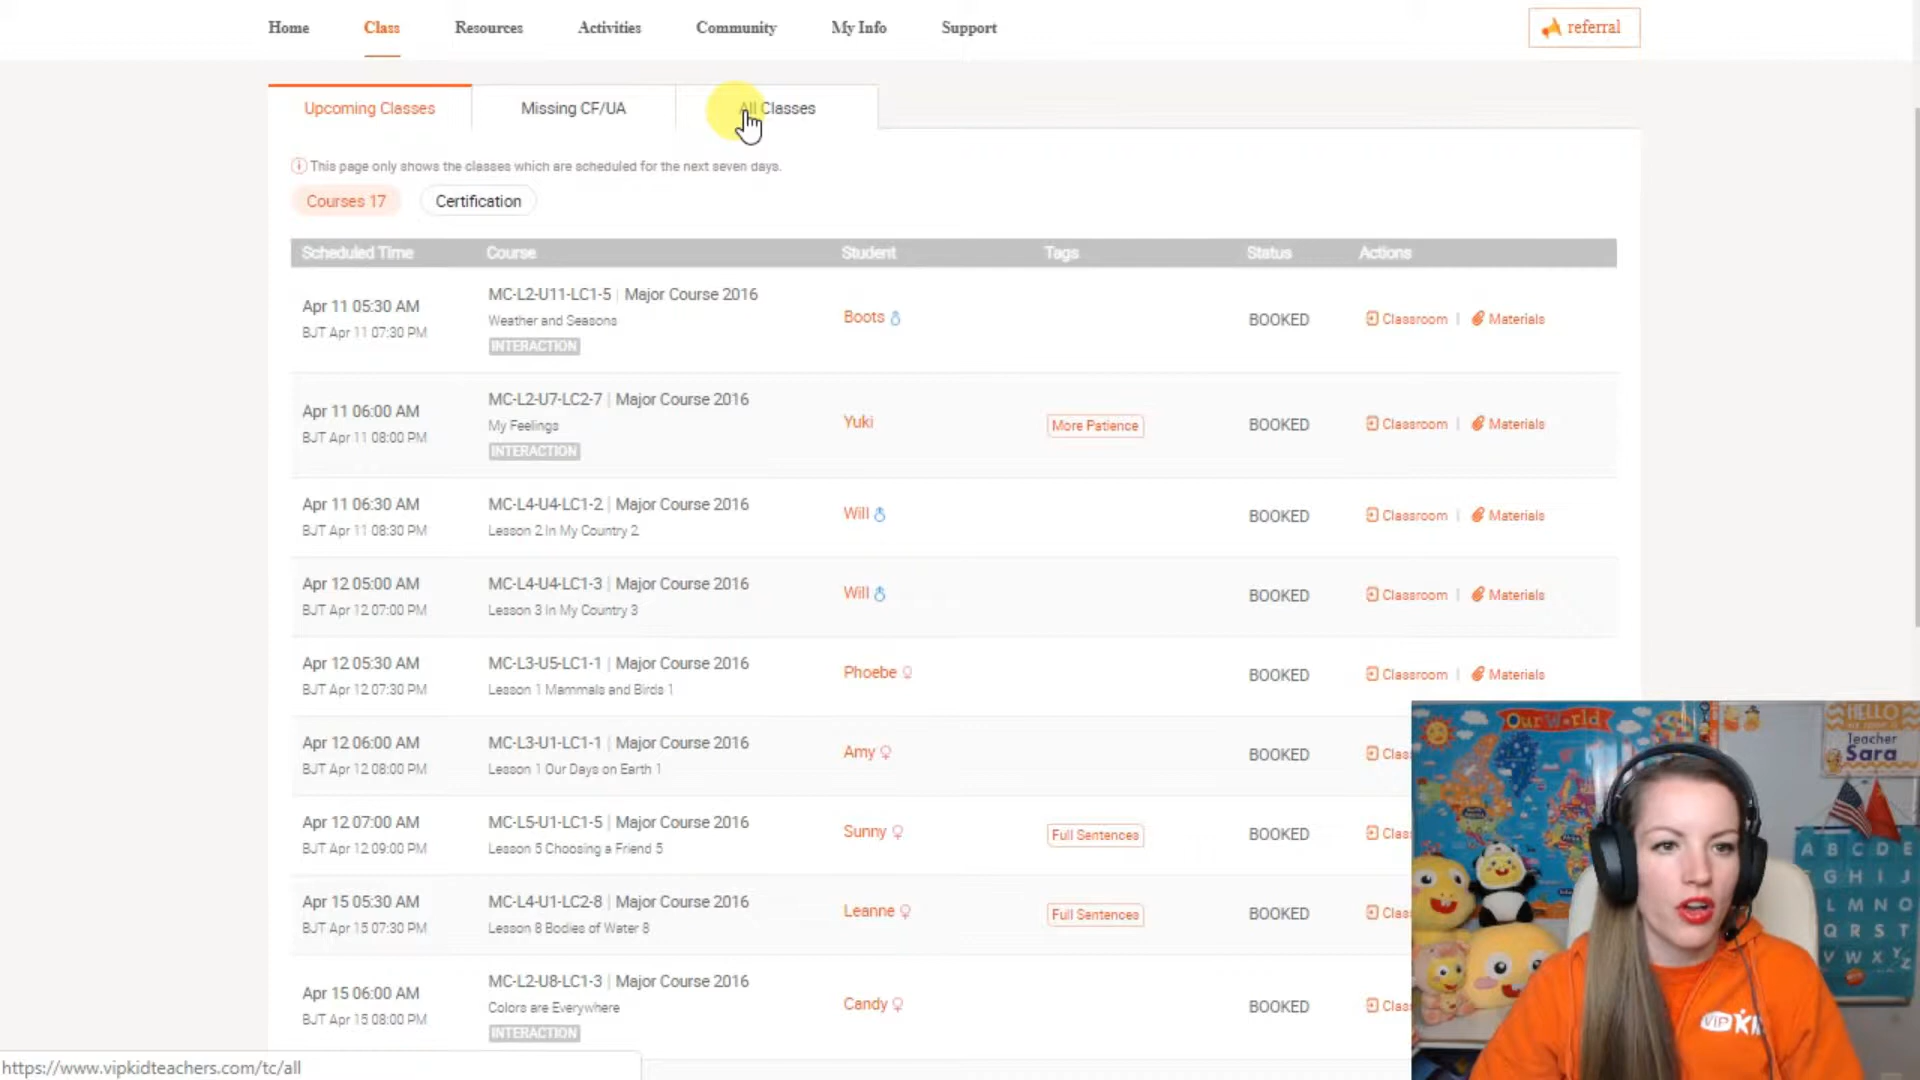 Home Class Resources Activities Community My Info Support referral
Upcoming Classes Missing CF/UA All Classes
This page only shows the classes which are scheduled for the next seven days.
Courses 17 Certification
Scheduled Time Course Student Tags Status Actions
Apr 11 05:30 AM MC-L2-U11-LC1-5 | Major Course 2016 Boots BOOKED Classroom | Materials
BJT Apr 11 07:30 PM Weather and Seasons
INTERACTION
Apr 11 06:00 AM MC-L2-U7-LC2-7 | Major Course 2016 Yuki More Patience BOOKED Classroom | Materials
BJT Apr 11 08:00 PM My Feelings
INTERACTION
Apr 11 06:30 AM MC-L4-U4-LC1-2 | Major Course 2016 Will BOOKED Classroom | Materials
BJT Apr 11 08:30 PM Lesson 2 In My Country 2
Apr 12 05:00 AM MC-L4-U4-LC1-3 | Major Course 2016 Will BOOKED Classroom | Materials
BJT Apr 12 07:00 PM Lesson 3 In My Country 3
Apr 12 05:30 AM MC-L3-U5-LC1-1 | Major Course 2016 Phoebe BOOKED Classroom | Materials
BJT Apr 12 07:30 PM Lesson 1 Mammals and Birds 1
Apr 12 06:00 AM MC-L3-U1-LC1-1 | Major Course 2016 Amy BOOKED Clas
BJT Apr 12 08:00 PM Lesson 1 Our Days on Earth 1
Apr 12 07:00 AM MC-L5-U1-LC1-5 | Major Course 2016 Sunny Full Sentences BOOKED Clas
BJT Apr 12 09:00 PM Lesson 5 Choosing a Friend 5
Apr 15 05:30 AM MC-L4-U1-LC2-8 | Major Course 2016 Leanne Full Sentences BOOKED Clas
BJT Apr 15 07:30 PM Lesson 8 Bodies of Water 8
Apr 15 06:00 AM MC-L2-U8-LC1-3 | Major Course 2016 Candy BOOKED Clas
BJT Apr 15 08:00 PM Colors are Everywhere
INTERACTION
https://www.vipkidteachers.com/tc/all
Our World
HELLO
Teacher
Sara
A B C D E
G H I J
L M N O
Q R S T
V W X Y Z
VIPKI